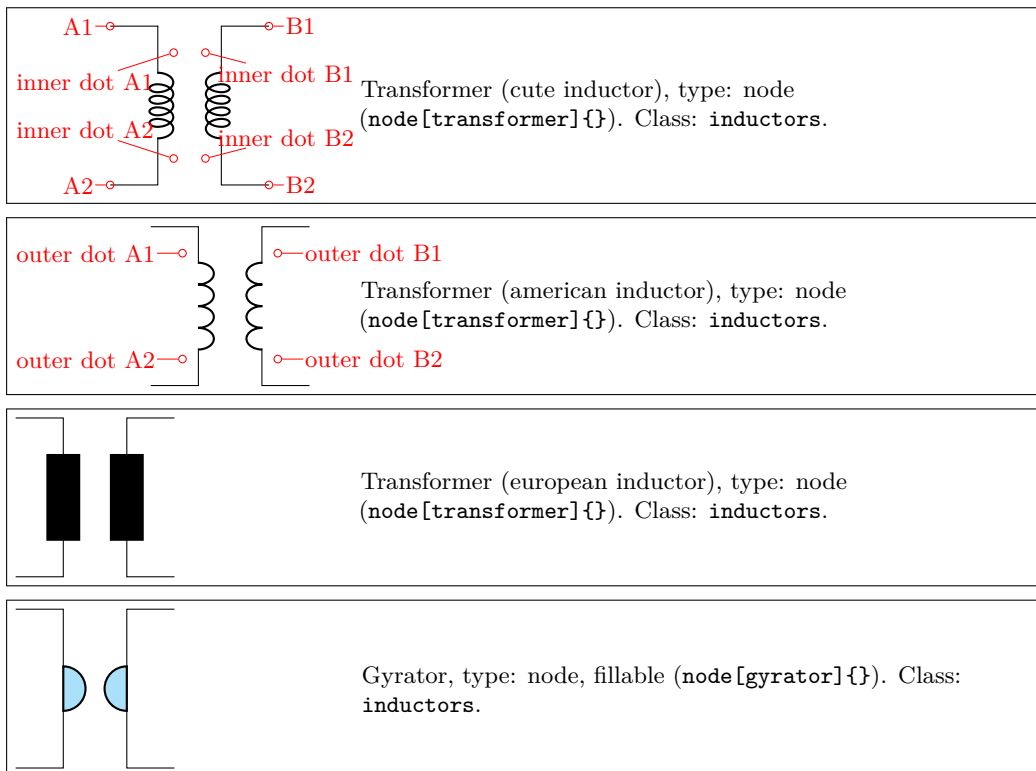 A1
B1
inner dot A1
inner dot B1
inner dot A2
inner dot B2
A2
B2
Transformer (cute inductor), type: node
(node[transformer]{}). Class: inductors.
outer dot A1
outer dot B1
outer dot A2
outer dot B2
Transformer (american inductor), type: node
(node[transformer]{}). Class: inductors.
Transformer (european inductor), type: node
(node[transformer]{}). Class: inductors.
Gyrator, type: node, fillable (node[gyrator]{}). Class:
inductors.